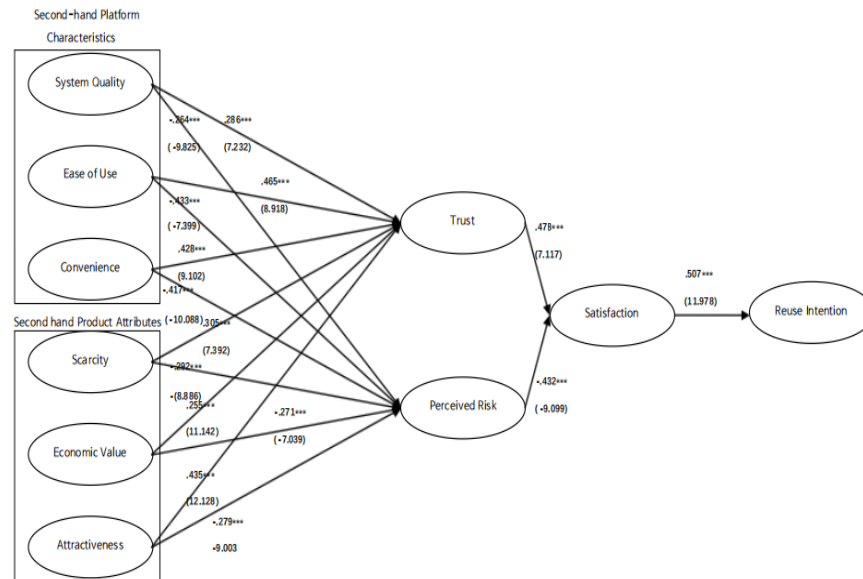 Second-hand Platform
Characteristics
System Quality
-.264***
.286***
(-9.825)
(7.232)
Ease of Use
.465***
(8.918)
-.433***
(-7.399)
Trust
.478***
(7.117)
.428***
(9.102)
Convenience
-.417***
(-10.088)
.507***
(11.978)
Satisfaction
Reuse Intention
Second hand Product Attributes
.305***
(7.392)
Scarcity
-.292***
-(8.886)
Perceived Risk
-.432***
(-9.099)
.255***
(11.142)
-.271***
(-7.039)
Economic Value
.435***
(12.128)
-.279***
-9.003
Attractiveness